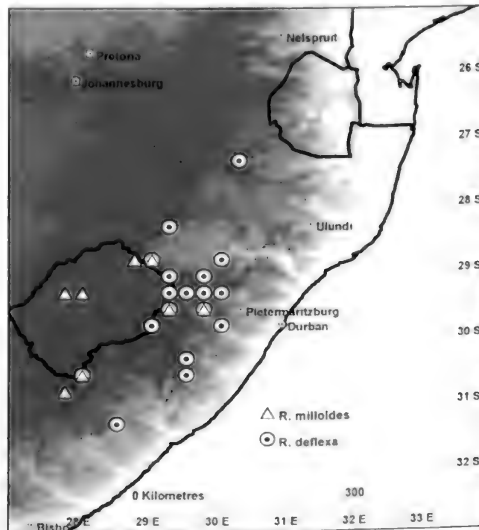 Nelspruit
Pretoria
Johannesburg
26 S
27 S
28 S
Ulundi
29 S
Pietermaritzburg
Durban
30 S
31 S
△ R. milloides
R. deflexa
32 S
0 Kilometres 300
Bisho 28 E 29 E 30 E 31 E 32 E 33 E